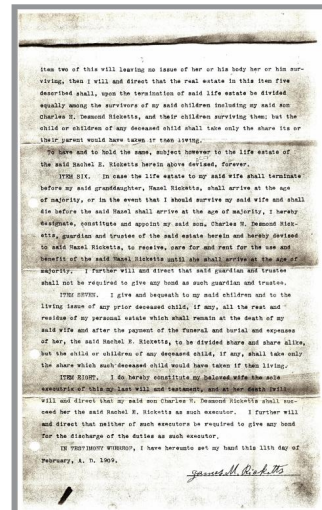 item two of this will leaving no issue of her or his body her or him sur-
viving, then I will and direct that the real estate in this item five
described shall, upon the termination of said life estate be divided
equally among the survivors of my said children including my said son
Charles H. Desmond Ricketts, and their children surviving them; but the
child or children of any deceased child shall take only the share its or
their parent would have taken if then living.
To have and to hold the same, subject however to the life estate of
the said Rachel E. Ricketts herein above devised, forever.
ITEM SIX. In case the life estate to my said wife shall terminate
before my said granddaughter, Hazel Ricketts, shall arrive at the age
of majority, or in the event that I should survive my said wife and shall
die before the said Hazel shall arrive at the age of majority, I hereby
designate, constitute and appoint my said son, Charles H. Desmond Rick-
etts, guardian and trustee of the said estate herein and hereby devised
to said Hazel Ricketts, to receive, care for and rent for the use and
benefit of the said Hazel Ricketts until she shall arrive at the age of
majority. I further will and direct that said guardian and trustee
shall not be required to give any bond as such guardian and trustee.
ITEM SEVEN. I give and bequeath to my said children and to the
living issue of any prior deceased child, if any, all the rest and
residue of my personal estate which shall remain at the death of my
said wife and after the payment of the funeral and burial and expenses
of her, the said Rachel E. Ricketts, to be divided share and share alike,
but the child or children of any deceased child, if any, shall take only
the share which such deceased child would have taken if then living.
ITEM EIGHT. I do hereby constitute my beloved wife the sole
executrix of this my last will and testament, and at her death I will
will and direct that my said son Charles H. Desmond Ricketts shall suc-
ceed her the said Rachel E. Ricketts as such executor. I further will
and direct that neither of such executors be required to give any bond
for the discharge of the duties as such executor.
IN TESTIMONY WHEREOF, I have hereunto set my hand this 11th day of
February, A. D. 1909.
James M. Ricketts